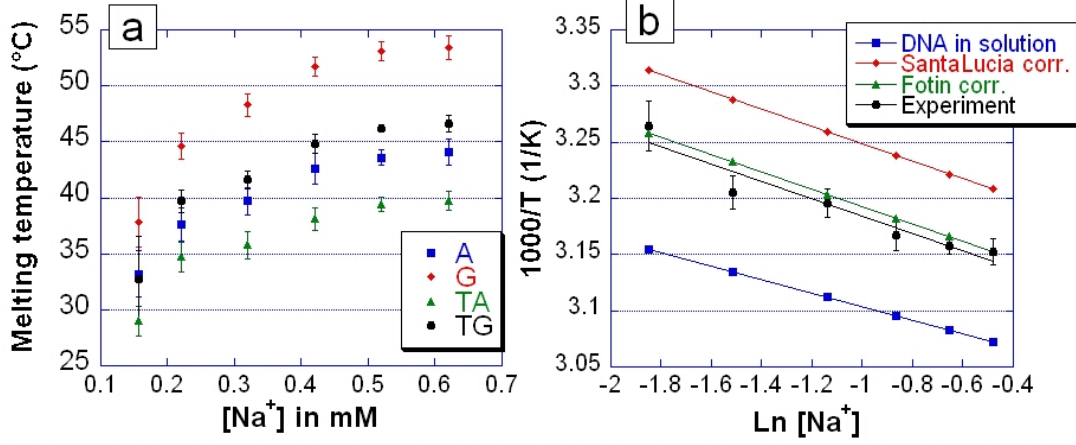 a
Melting temperature (°C)
55
50
45
40
35
30
25
A
G
TA
TG
0.1 0.2 0.3 0.4 0.5 0.6 0.7
[Na+] in mM
b
1000/T (1/K)
3.35
3.3
3.25
3.2
3.15
3.1
3.05
DNA in solution
SantaLucia corr.
Fotin corr.
Experiment
-2 -1.8 -1.6 -1.4 -1.2 -1 -0.8 -0.6 -0.4
Ln [Na+]